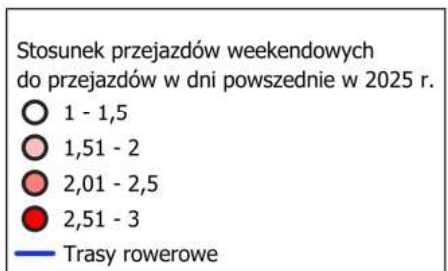 Stosunek przejazdów weekendowych
do przejazdów w dni powszednie w 2025 r.
1 - 1,5
1,51 - 2
2,01 - 2,5
2,51 - 3
Trasy rowerowe